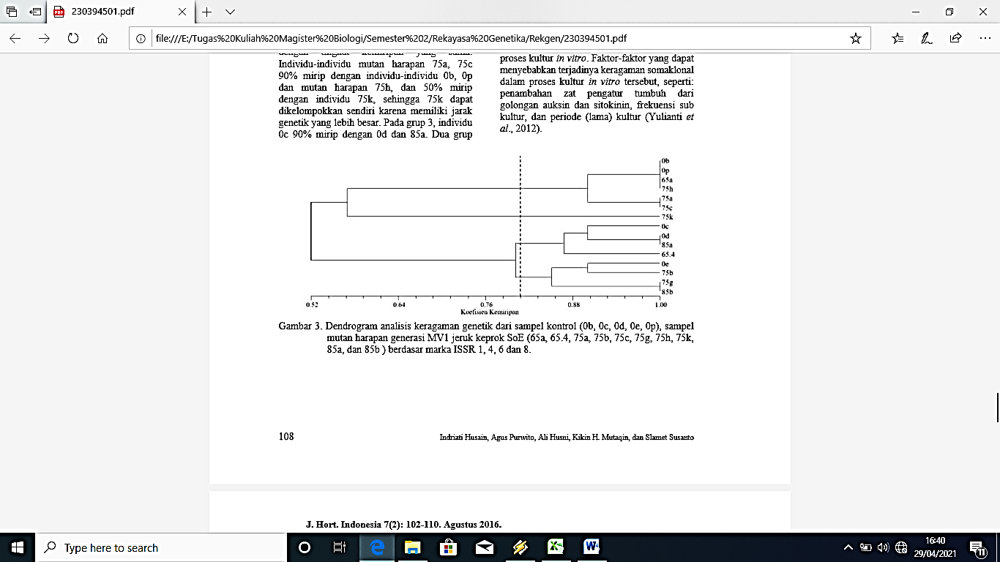 230394501.pdf
file:///E:/Tugas%20Kuliah%20Magister%20Biologi/Semester%202/Rekayasa%20Genetika/Rekgen/230394501.pdf
dengan tingkat kemiripan yang sama.
Individu-individu mutan harapan 75a, 75c
90% mirip dengan individu-individu 0b, 0p
dan mutan harapan 75h, dan 50% mirip
dengan individu 75k, sehingga 75k dapat
dikelompokkan sendiri karena memiliki jarak
genetik yang lebih besar. Pada grup 3, individu
0c 90% mirip dengan 0d dan 85a. Dua grup
proses kultur in vitro. Faktor-faktor yang dapat
menyebabkan terjadinya keragaman somaklonal
dalam proses kultur in vitro tersebut, seperti:
penambahan zat pengatur tumbuh dari
golongan auksin dan sitokinin, frekuensi sub
kultur, dan periode (lama) kultur (Yulianti et
al., 2012).
0b
0p
65a
75h
75a
75c
75k
0c
0d
85a
65.4
0e
75b
75g
85b
0.52 0.64 0.76 0.88 1.00
Koefisien Kemiripan
Gambar 3. Dendrogram analisis keragaman genetik dari sampel kontrol (0b, 0c, 0d, 0e, 0p), sampel
mutan harapan generasi MV1 jeruk keprok SoE (65a, 65.4, 75a, 75b, 75c, 75g, 75h, 75k,
85a, dan 85b ) berdasar marka ISSR 1, 4, 6 dan 8.
108
Indriati Husain, Agus Purwito, Ali Husni, Kikin H. Mutaqin, dan Slamet Susanto
J. Hort. Indonesia 7(2): 102-110. Agustus 2016.
Type here to search
16:40
29/04/2021
11